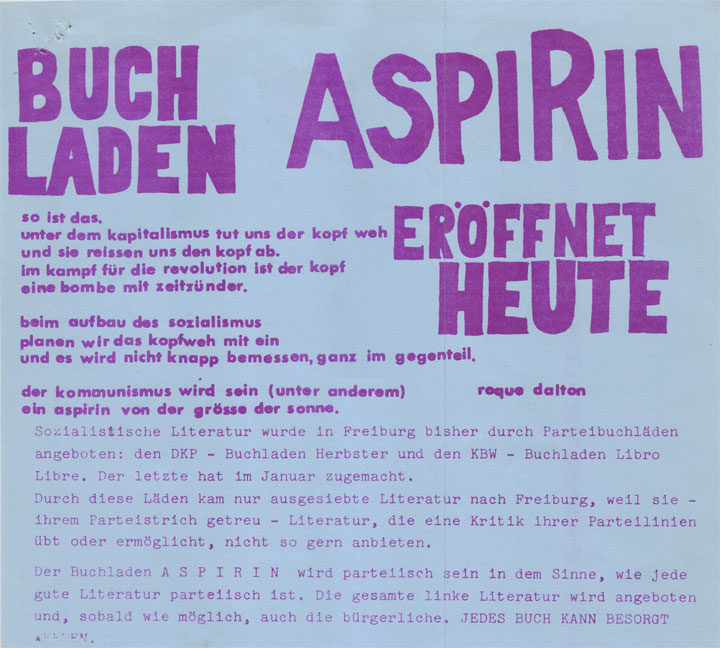 BUCH
LADEN
ASPIRIN
ERÖFFNET
HEUTE
so ist das.
unter dem kapitalismus tut uns der kopf weh
und sie reissen uns den kopf ab.
im kampf für die revolution ist der kopf
eine bombe mit zeitzünder.
beim aufbau des sozialismus
planen wir das kopfweh mit ein
und es wird nicht knapp bemessen, ganz im gegenteil.
der kommunismus wird sein (unter anderem)
ein aspirin von der grösse der sonne.
roque dalton
Sozialistische Literatur wurde in Freiburg bisher durch Parteibuchläden
angeboten: den DKP - Buchladen Herbster und den KBW - Buchladen Libro
Libre. Der letzte hat im Januar zugemacht.
Durch diese Läden kam nur ausgesiebte Literatur nach Freiburg, weil sie -
ihrem Parteistrich getreu - Literatur, die eine Kritik ihrer Parteilinien
übt oder ermöglicht, nicht so gern anbieten.
Der Buchladen A S P I R I N wird parteiisch sein in dem Sinne, wie jede
gute Literatur parteiisch ist. Die gesamte linke Literatur wird angeboten
und, sobald wie möglich, auch die bürgerliche. JEDES BUCH KANN BESORGT